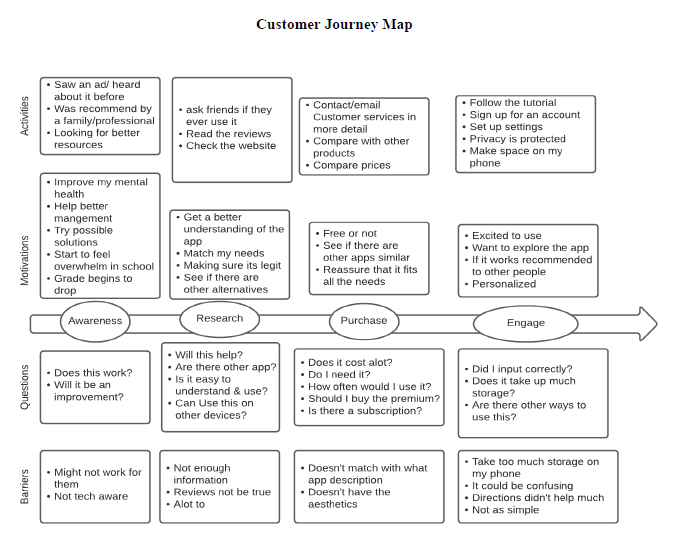 Customer Journey Map
Activities
• Saw an ad/ heard
about it before
• Was recommend by
a family/professional
• Looking for better
resources
• ask friends if they
ever use it
• Read the reviews
• Check the website
• Contact/email
Customer services in
more detail
• Compare with other
products
• Compare prices
• Follow the tutorial
• Sign up for an account
• Set up settings
• Privacy is protected
• Make space on my
phone
Motivations
• Improve my mental
health
• Help better
mangement
• Try possible
solutions
• Start to feel
overwhelm in school
• Grade begins to
drop
• Get a better
understanding of the
app
• Match my needs
• Making sure its legit
• See if there are
other alternatives
• Free or not
• See if there are
other apps similar
• Reassure that it fits
all the needs
• Excited to use
• Want to explore the app
• If it works recommended
to other people
• Personalized
Awareness
Research
Purchase
Engage
Questions
• Does this work?
• Will it be an
improvement?
• Will this help?
• Are there other app?
• Is it easy to
understand & use?
• Can Use this on
other devices?
• Does it cost alot?
• Do I need it?
• How often would I use it?
• Should I buy the premium?
• Is there a subscription?
• Did I input correctly?
• Does it take up much
storage?
• Are there other ways to
use this?
Barriers
• Might not work for
them
• Not tech aware
• Not enough
information
• Reviews not be true
• Alot to
• Doesn't match with what
app description
• Doesn't have the
aesthetics
• Take too much storage on
my phone
• It could be confusing
• Directions didn't help much
• Not as simple